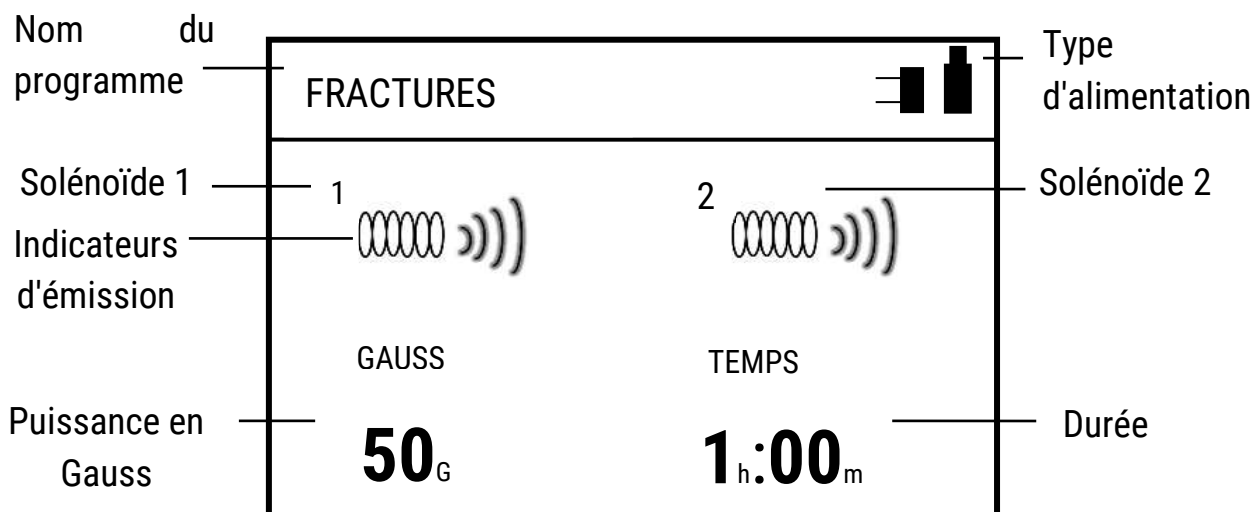 Nom du
programme
FRACTURES
Type
d'alimentation
Solénoïde 1
1
2
Solénoïde 2
Indicateurs
d'émission
GAUSS
TEMPS
Puissance en
Gauss
50G
1h:00m
Durée